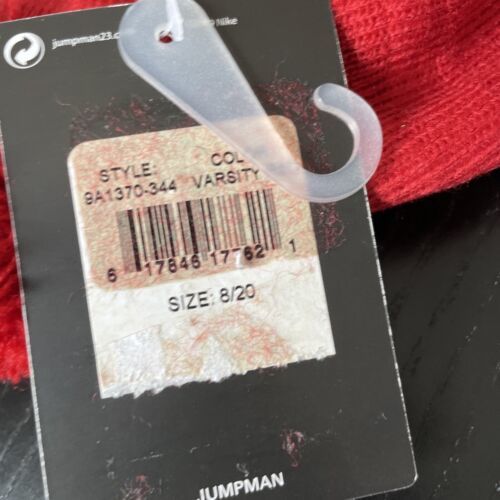 jumpman23.c
Nike
STYLE: COL
9A1370-344 VARSITY
6 17846 17762 1
SIZE: 8/20
JUMPMAN